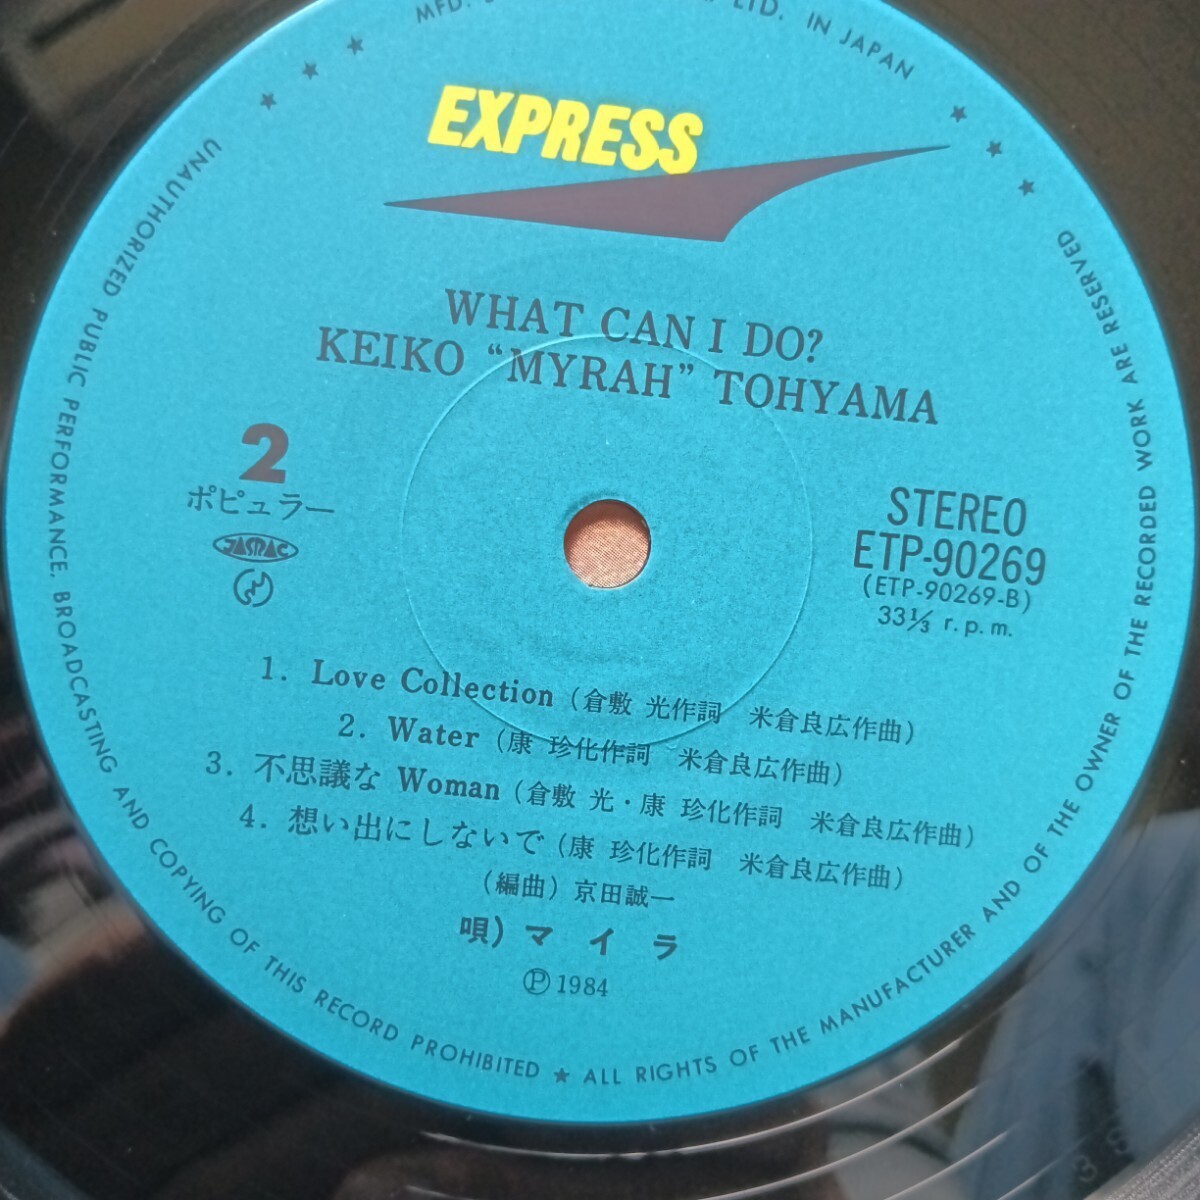 MFD.
LTD. IN JAPAN
EXPRESS
WHAT CAN I DO?
KEIKO “MYRAH” TOHYAMA
2
ポピュラー
JASRAC
STEREO
ETP-90269
(ETP-90269-B)
33⅓ r.p.m.
1. Love Collection (倉敷 光作詞 米倉良広作曲)
2. Water (康 珍化作詞 米倉良広作曲)
3. 不思議な Woman (倉敷 光・康 珍化作詞 米倉良広作曲)
4. 想い出にしないで (康 珍化作詞 米倉良広作曲)
(編曲) 京田誠一
唄) マイラ
Ⓟ1984
UNAUTHORIZED PUBLIC PERFORMANCE, BROADCASTING AND COPYING OF THIS RECORD PROHIBITED ★ ALL RIGHTS OF THE MANUFACTURER AND OF THE OWNER OF THE RECORDED WORK ARE RESERVED